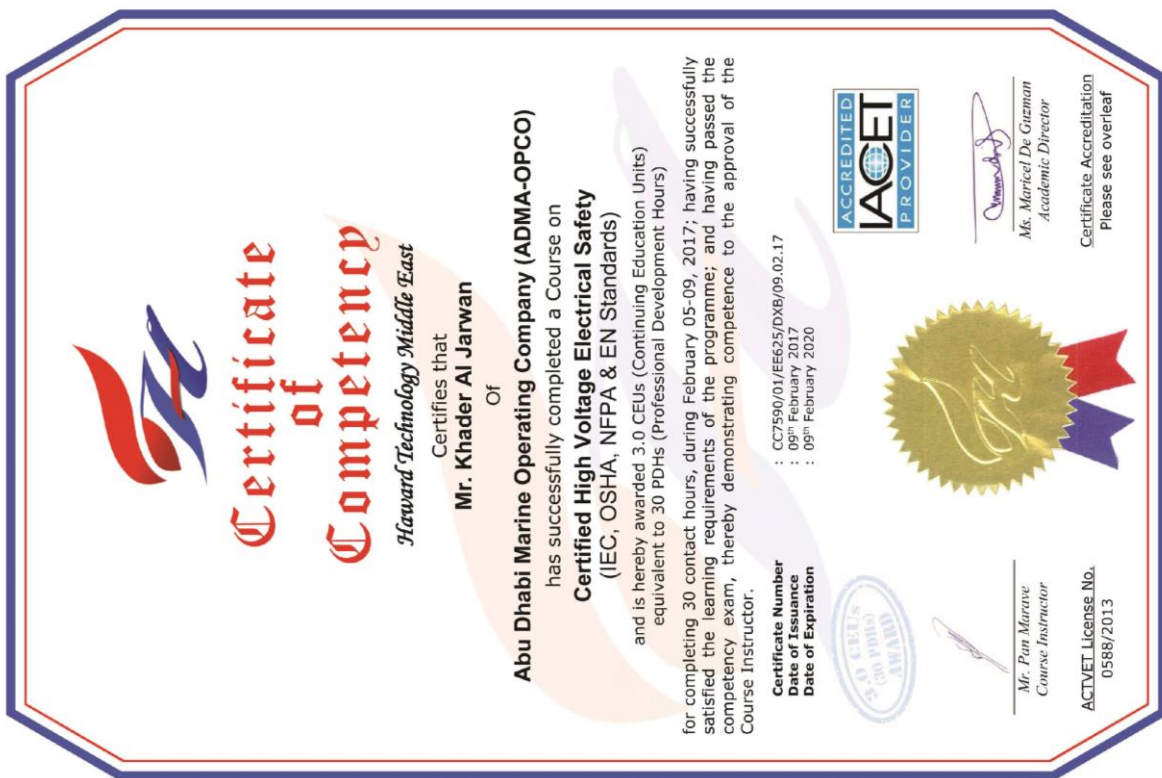 Certificate
of
Competency
Haward Technology Middle East
Certifies that
Mr. Khader Al Jarwan
Of
Abu Dhabi Marine Operating Company (ADMA-OPCO)
has successfully completed a Course on
Certified High Voltage Electrical Safety
(IEC, OSHA, NFPA & EN Standards)
and is hereby awarded 3.0 CEUs (Continuing Education Units)
equivalent to 30 PDHs (Professional Development Hours)
for completing 30 contact hours, during February 05-09, 2017; having successfully
satisfied the learning requirements of the programme; and having passed the
competency exam, thereby demonstrating competence to the approval of the
Course Instructor.
Certificate Number : CC7590/01/EE625/DXB/09.02.17
Date of Issuance : 09th February 2017
Date of Expiration : 09th February 2020
3.0 CEUs
(30 PDHs)
AWARD
ACCREDITED
IACET
PROVIDER
Mr. Pan Marave
Course Instructor
Ms. Maricel De Guzman
Academic Director
ACTVET License No.
0588/2013
Certificate Accreditation
Please see overleaf